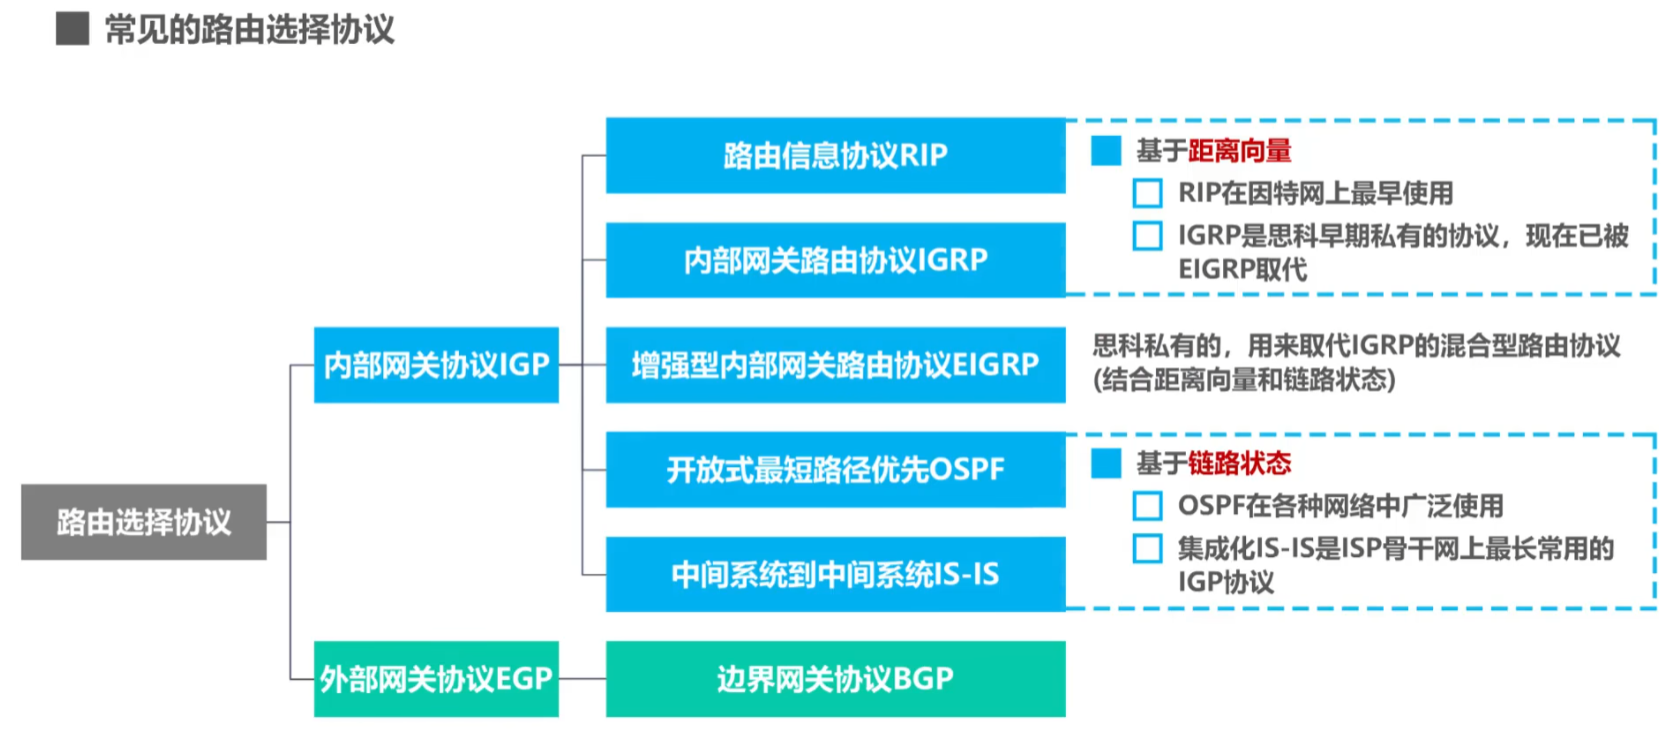 常见的路由选择协议
路由信息协议RIP
基于距离向量
RIP在因特网上最早使用
内部网关路由协议IGRP
IGRP是思科早期私有的协议，现在已被
EIGRP取代
内部网关协议IGP
增强型内部网关路由协议EIGRP
思科私有的，用来取代IGRP的混合型路由协议
(结合距离向量和链路状态)
开放式最短路径优先OSPF
基于链路状态
OSPF在各种网络中广泛使用
路由选择协议
中间系统到中间系统IS-IS
集成化IS-IS是ISP骨干网上最长常用的
IGP协议
外部网关协议EGP
边界网关协议BGP